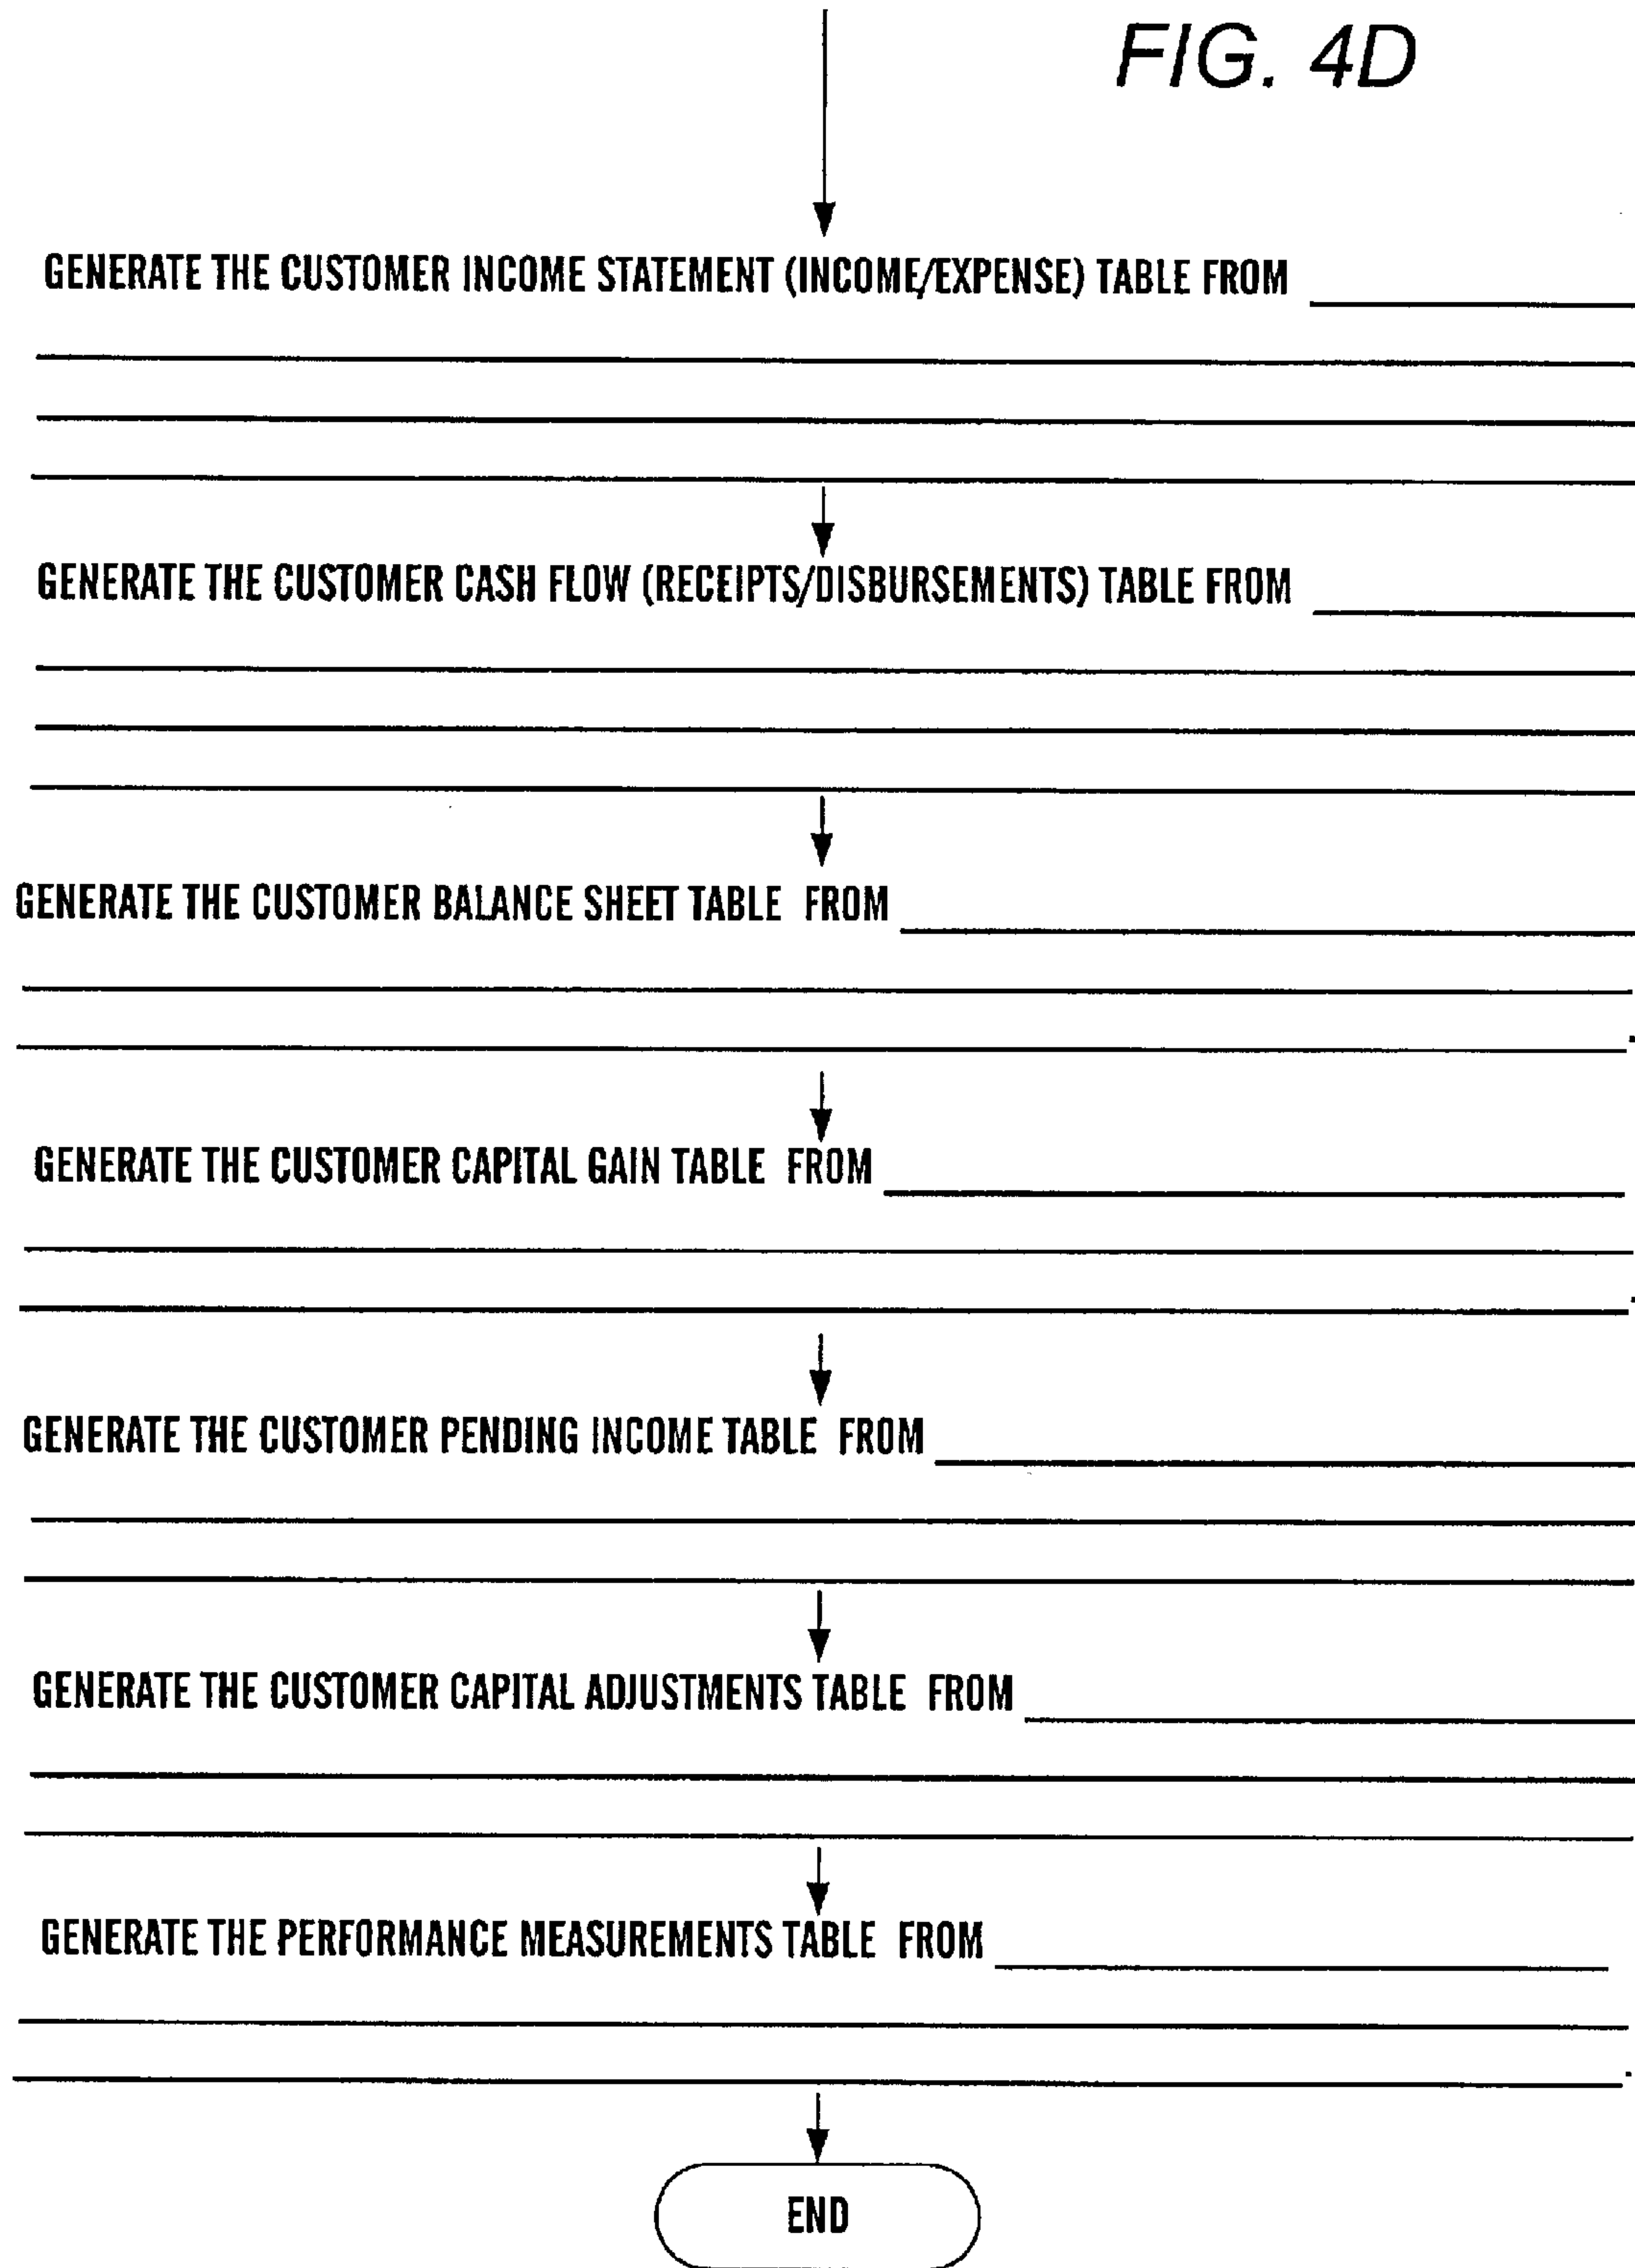 FIG. 4D
GENERATE THE CUSTOMER INCOME STATEMENT (INCOME/EXPENSE) TABLE FROM
GENERATE THE CUSTOMER CASH FLOW (RECEIPTS/DISBURSEMENTS) TABLE FROM
GENERATE THE CUSTOMER BALANCE SHEET TABLE FROM
GENERATE THE CUSTOMER CAPITAL GAIN TABLE FROM
GENERATE THE CUSTOMER PENDING INCOME TABLE FROM
GENERATE THE CUSTOMER CAPITAL ADJUSTMENTS TABLE FROM
GENERATE THE PERFORMANCE MEASUREMENTS TABLE FROM
END